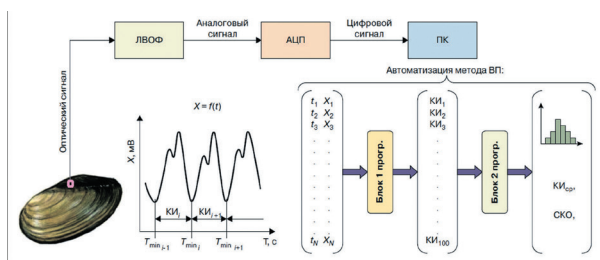 Аналоговый
сигнал
Цифровой
сигнал
ЛВОФ
АЦП
ПК
Оптический сигнал
Автоматизация метода ВП:
X = f(t)
X, мВ
КИi
КИi+1
Tmin i-1
Tmin i
Tmin i+1
T, с
t1 X1
t2 X2
t3 X3
tN XN
Блок 1 прогр.
КИ1
КИ2
КИ3
КИ100
Блок 2 прогр.
КИср,
СКО,